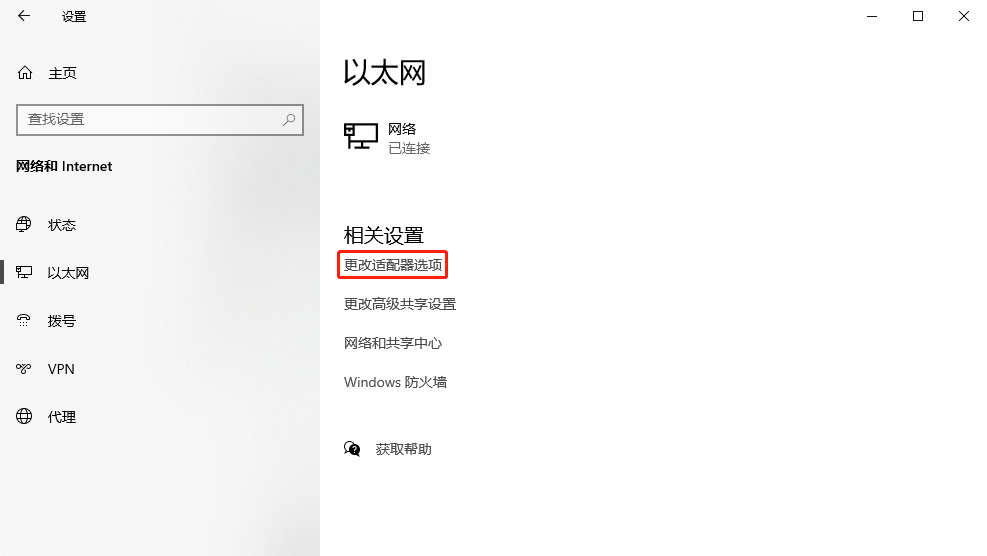 设置
主页
查找设置
网络和 Internet
状态
以太网
拨号
VPN
代理
以太网
网络
已连接
相关设置
更改适配器选项
更改高级共享设置
网络和共享中心
Windows 防火墙
获取帮助